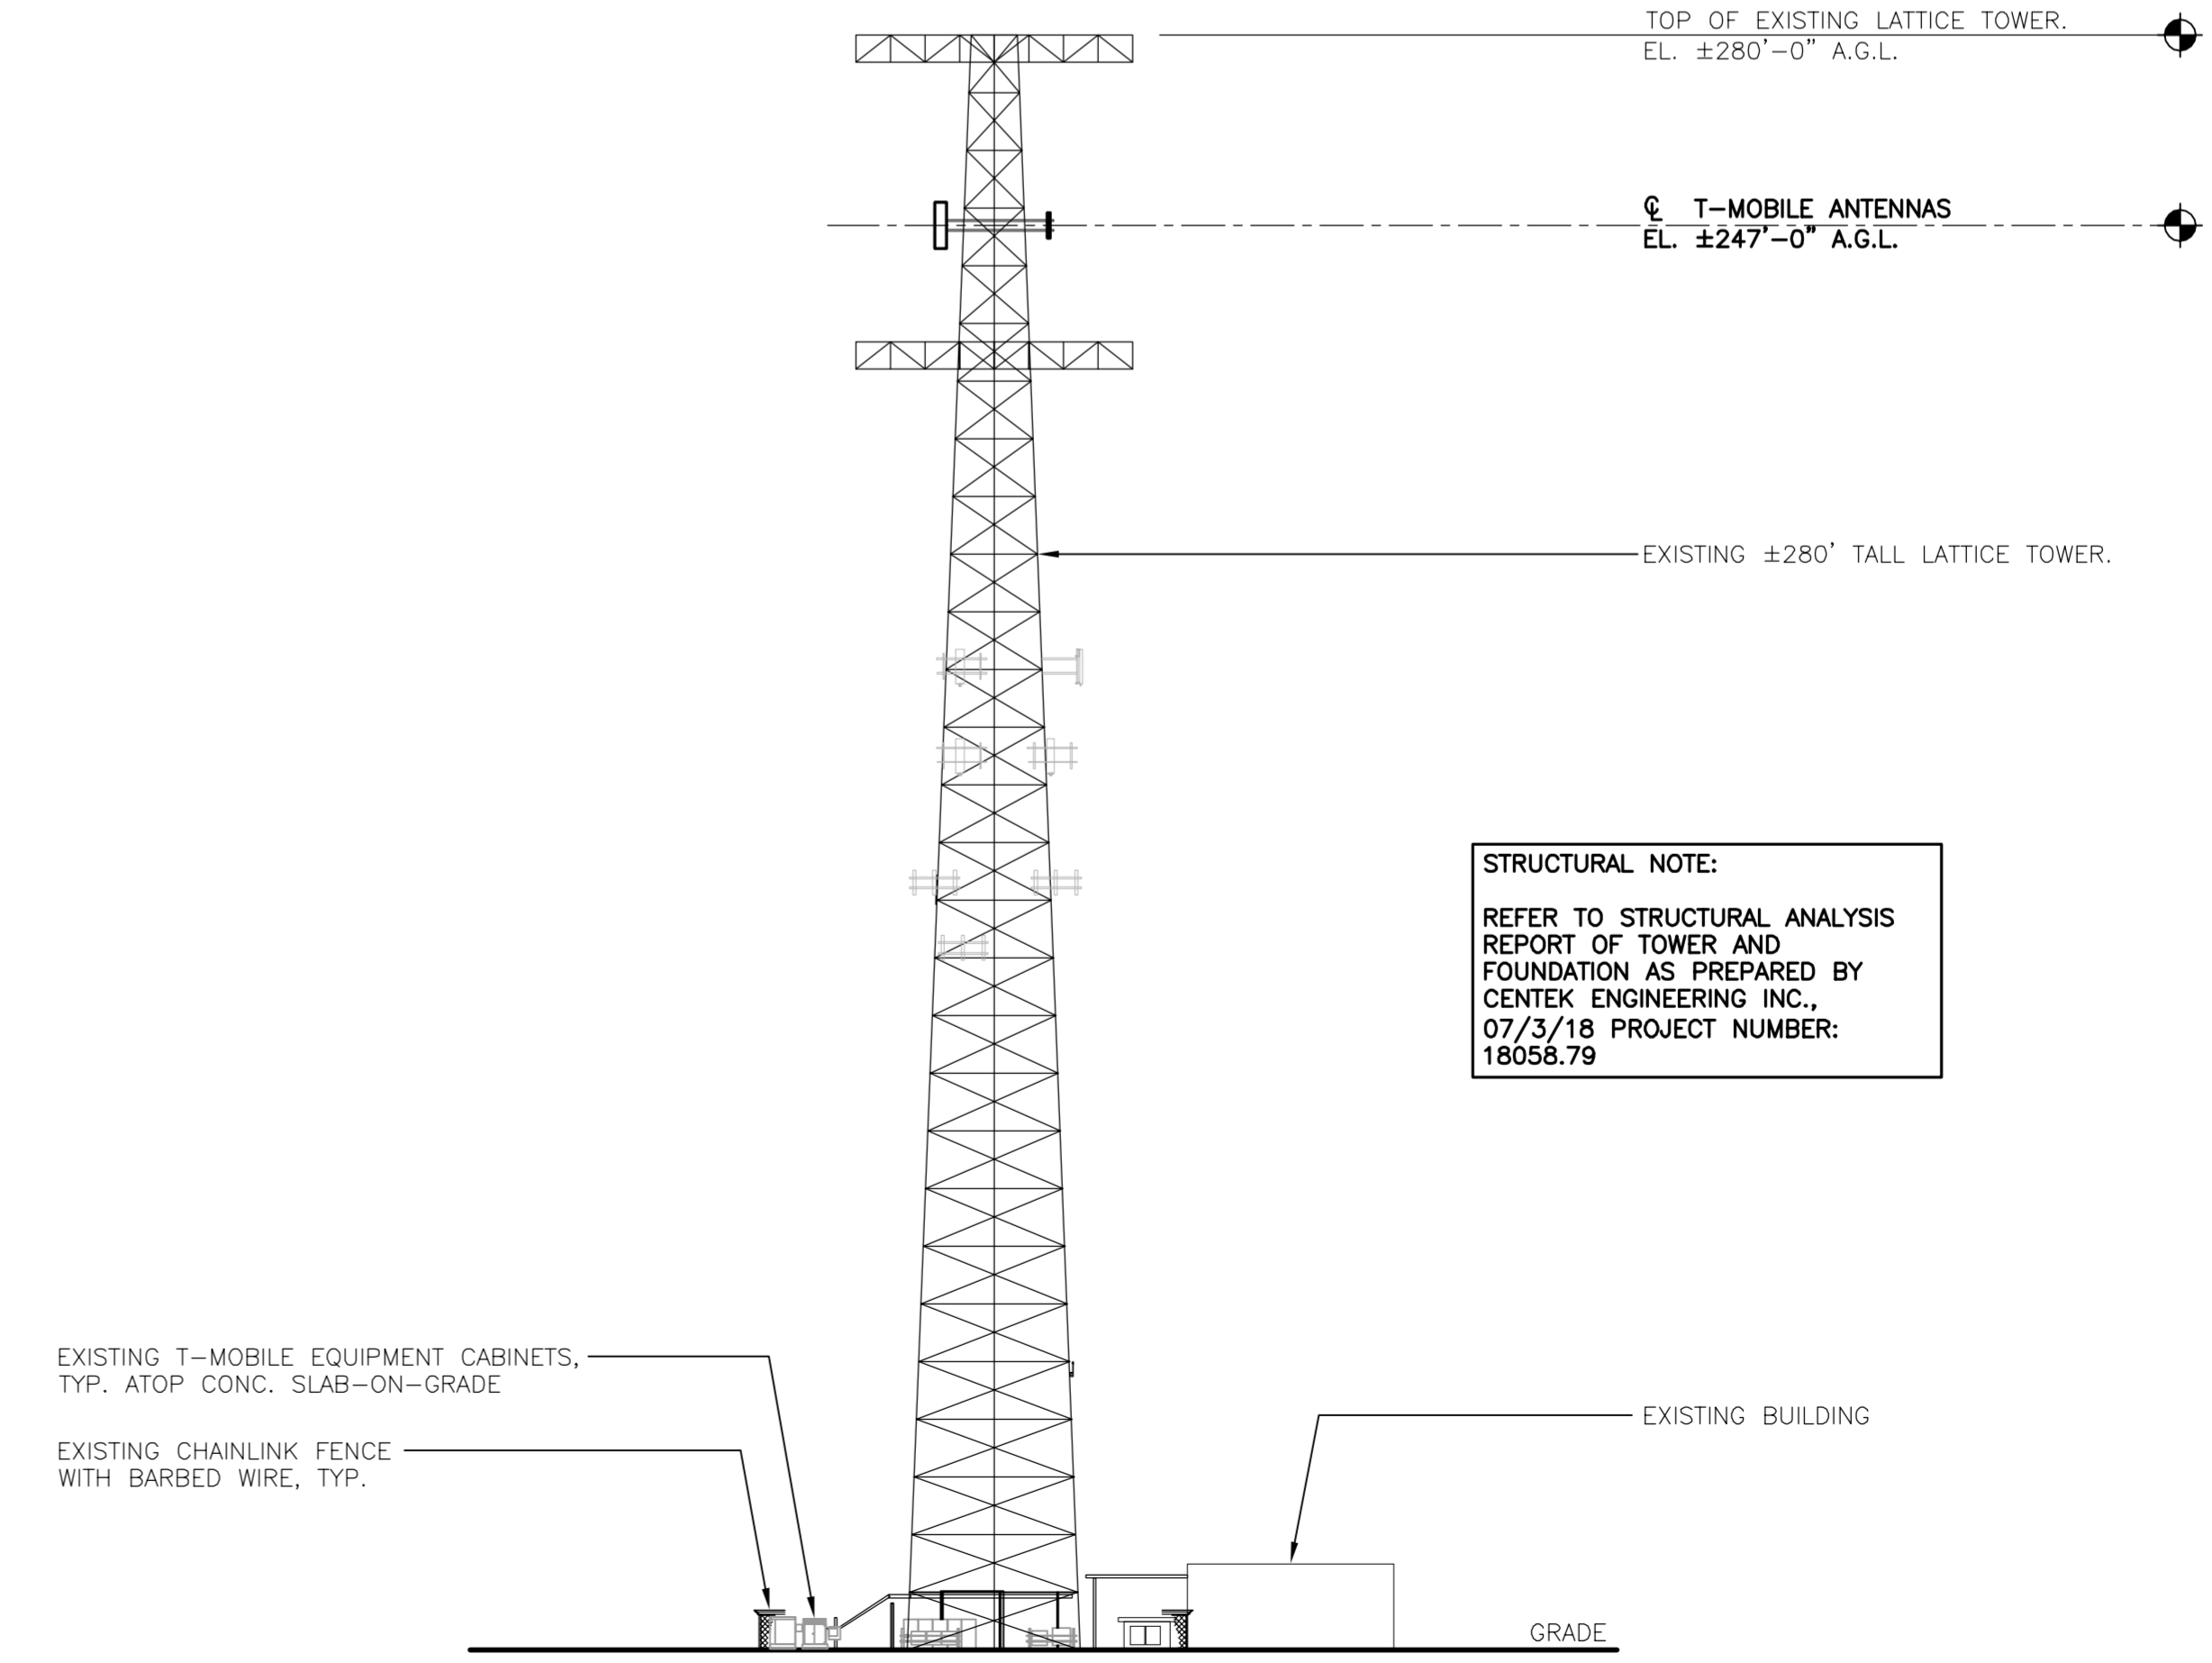 TOP OF EXISTING LATTICE TOWER.
EL. ±280'-0" A.G.L.
℄ T-MOBILE ANTENNAS
EL. ±247'-0" A.G.L.
EXISTING ±280' TALL LATTICE TOWER.
STRUCTURAL NOTE:
REFER TO STRUCTURAL ANALYSIS
REPORT OF TOWER AND
FOUNDATION AS PREPARED BY
CENTEK ENGINEERING INC.,
07/3/18 PROJECT NUMBER:
18058.79
EXISTING T-MOBILE EQUIPMENT CABINETS,
TYP. ATOP CONC. SLAB-ON-GRADE
EXISTING CHAINLINK FENCE
WITH BARBED WIRE, TYP.
EXISTING BUILDING
GRADE